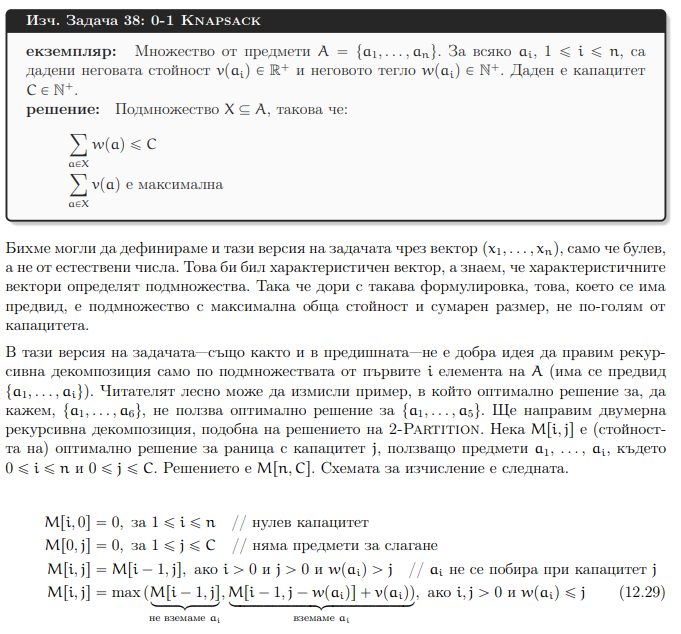 Изч. Задача 38: 0-1 Knapsack
екземпляр: Множество от предмети A = {a₁, . . . , aₙ}. За всяко aᵢ, 1 ⩽ i ⩽ n, са
дадени неговата стойност v(aᵢ) ∈ ℝ⁺ и неговото тегло w(aᵢ) ∈ ℕ⁺. Даден е капацитет
C ∈ ℕ⁺.
решение: Подмножество X ⊆ A, такова че:
∑_{a∈X} w(a) ⩽ C
∑_{a∈X} v(a) е максимална
Бихме могли да дефинираме и тази версия на задачата чрез вектор (x₁, . . . , xₙ), само че булев,
а не от естествени числа. Това би бил характеристичен вектор, а знаем, че характеристичните
вектори определят подмножества. Така че дори с такава формулировка, това, което се има
предвид, е подмножество с максимална обща стойност и сумарен размер, не по-голям от
капацитета.
В тази версия на задачата—също както и в предишната—не е добра идея да правим рекур-
сивна декомпозиция само по подмножествата от първите i елемента на A (има се предвид
{a₁, . . . , aᵢ}). Читателят лесно може да измисли пример, в който оптимално решение за, да
кажем, {a₁, . . . , a₆}, не ползва оптимално решение за {a₁, . . . , a₅}. Ще направим двумерна
рекурсивна декомпозиция, подобна на решението на 2-Partition. Нека M[i, j] е (стойност-
та на) оптимално решение за раница с капацитет j, ползващо предмети a₁, . . . , aᵢ, където
0 ⩽ i ⩽ n и 0 ⩽ j ⩽ C. Решението е M[n, C]. Схемата за изчисление е следната.
M[i, 0] = 0, за 1 ⩽ i ⩽ n // нулев капацитет
M[0, j] = 0, за 1 ⩽ j ⩽ C // няма предмети за слагане
M[i, j] = M[i − 1, j], ако i > 0 и j > 0 и w(aᵢ) > j // aᵢ не се побира при капацитет j
M[i, j] = max (M[i − 1, j], M[i − 1, j − w(aᵢ)] + v(aᵢ)), ако i, j > 0 и w(aᵢ) ⩽ j (12.29)
не вземаме aᵢ вземаме aᵢ